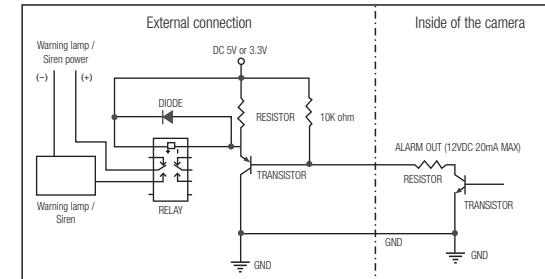 External connection
Inside of the camera
Warning lamp /
Siren power
(−)
(+)
DC 5V or 3.3V
DIODE
RESISTOR
10K ohm
ALARM OUT (12VDC 20mA MAX)
RESISTOR
TRANSISTOR
TRANSISTOR
RELAY
Warning lamp /
Siren
GND
GND
GND